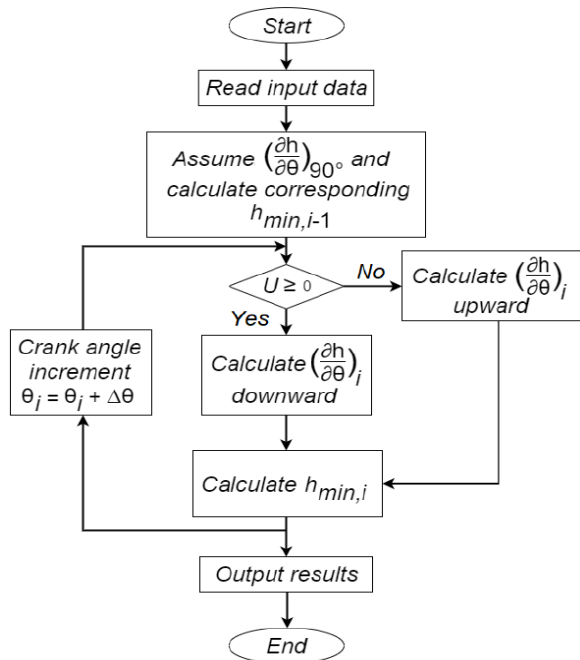 Start
Read input data
Assume (∂h/∂θ)90° and
calculate corresponding
hmin,i-1
U ≥ 0
No
Yes
Calculate (∂h/∂θ)i
upward
Crank angle
increment
θi = θi + Δθ
Calculate (∂h/∂θ)i
downward
Calculate hmin,i
Output results
End